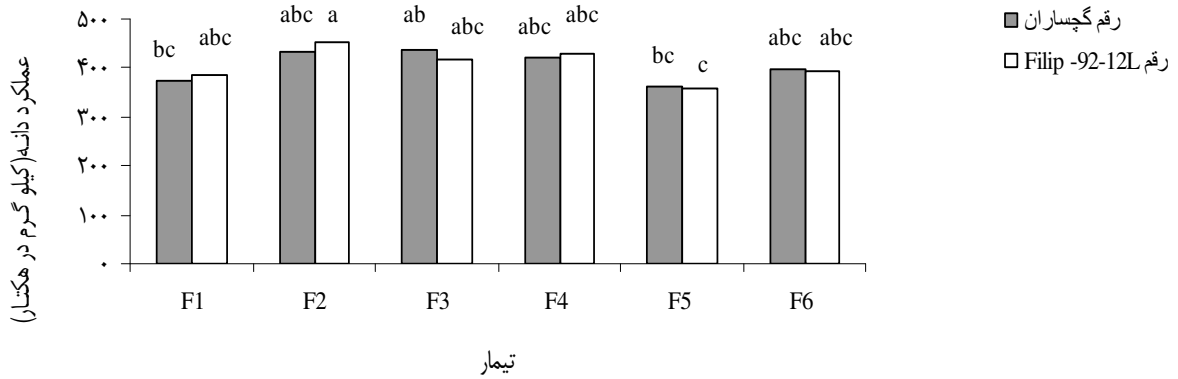 رقم گچساران
رقم Filip -92-12L
عملکرد دانه(کیلو گرم در هکتار)
۵۰۰
۴۰۰
۳۰۰
۲۰۰
۱۰۰
۰
bc abc abc a ab abc abc abc bc c abc abc
F1 F2 F3 F4 F5 F6
تیمار